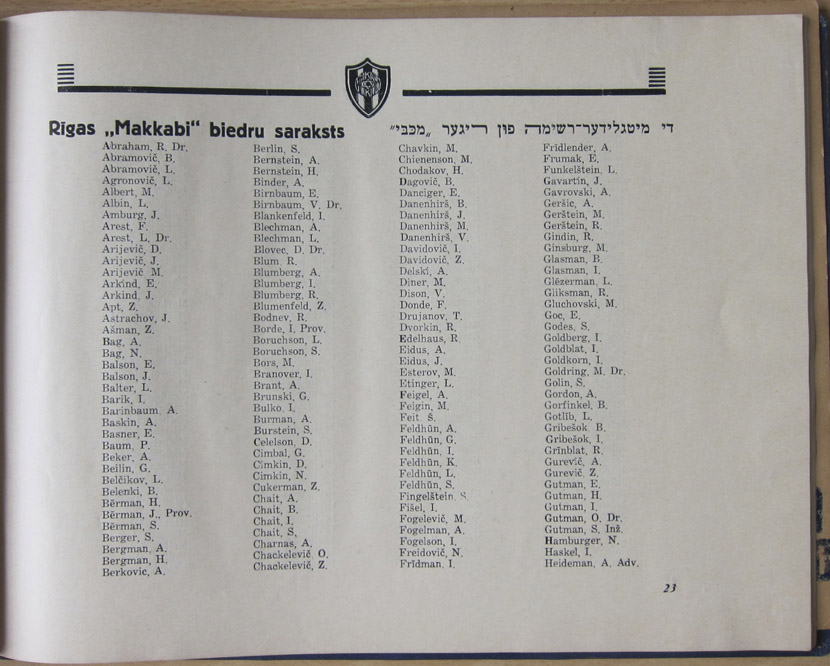 Rīgas „Makkabi“ biedru saraksts
די מיטגלידער־רשימה פון ריגער „מכּבּי“
Abraham, R. Dr.
Abramovič, B.
Abramovič, L.
Agronovič, L.
Albert, M.
Albin, L.
Amburg, J.
Arest, F.
Arest, L. Dr.
Arijevič, D.
Arijevič, J.
Arijevič M.
Arkind, E.
Arkind, J.
Apt, Z.
Astrachov, J.
Ašman, Z.
Bag, A.
Bag, N.
Balson, E.
Balson, J.
Balter, L.
Barik, I.
Barinbaum, A.
Baskin, A.
Basner, E.
Baum, P.
Beker, A.
Beilin, G.
Belčikov, L.
Belenki, B.
Bērman, H.
Bērman, J., Prov.
Bērman, S.
Berger, S.
Bergman, A.
Bergman, H.
Berkovic, A.
Berlin, S.
Bernstein, A.
Bernstein, H.
Binder, A.
Birnbaum, E.
Birnbaum, V. Dr.
Blankenfeld, I.
Blechman, A.
Blechman, L.
Blovec, D. Dr.
Blum, R.
Blumberg, A.
Blumberg, I.
Blumberg, R.
Blumenfeld, Z.
Bodnev, R.
Borde, I. Prov.
Boruchson, L.
Boruchson, S.
Bors, M.
Branover, I.
Brant, A.
Brunski, G.
Bulko, I.
Burman, A.
Burstein, S.
Celelson, D.
Cimbal, G.
Cimkin, D.
Cimkin, N.
Cukerman, Z.
Chait, A.
Chait, B.
Chait, I.
Chait, S.
Charnas, A.
Chackelevič O.
Chackelevič, Z.
Chavkin, M.
Chienenson, M.
Chodakov, H.
Dagovič, B.
Danciger, E.
Danenhirš, B.
Danenhirš, J.
Danenhirš, M.
Danenhirš, V.
Davidovič, I.
Davidovič, Z.
Delski, A.
Diner, M.
Dison, V.
Donde, F.
Drujanov, T.
Dvorkin, R.
Edelhaus, R
Eidus, A.
Eidus, J.
Esterov, M.
Etinger, L.
Feigel, A.
Feigin, M.
Feit Š.
Feldhūn, A.
Feldhūn, G.
Feldhūn, I.
Feldhūn, K.
Feldhūn, L.
Feldhūn, S.
Fingelštein S
Fišel, I.
Fogelevič, M.
Fogelman, A.
Fogelson, I.
Freidovič, N.
Frīdman, I.
Frīdlender, A.
Frumak, E.
Funkelštein, L.
Gavartin, J.
Gavrovski, A.
Geršic, A.
Gerštein, M.
Gerštein, R.
Gindin, R.
Ginsburg, M.
Glasman, B.
Glasman, I.
Glēzerman, L.
Gliksman, R.
Gluchovski, M.
Goc, E.
Godes, S.
Goldberg, I.
Goldblat, I.
Goldkorn, I.
Goldring, M. Dr.
Golin, S.
Gordon, A.
Gorfinkel, B.
Gotlīb, L.
Gribešok, B.
Gribešok, I.
Grīnblat, R.
Gurevič, A.
Gurevič, Z.
Gutman, E.
Gutman, H.
Gutman, I.
Gutman, O. Dr.
Gutman, S. Inž.
Hamburger, N.
Haskel, I.
Heideman, A. Adv.
23